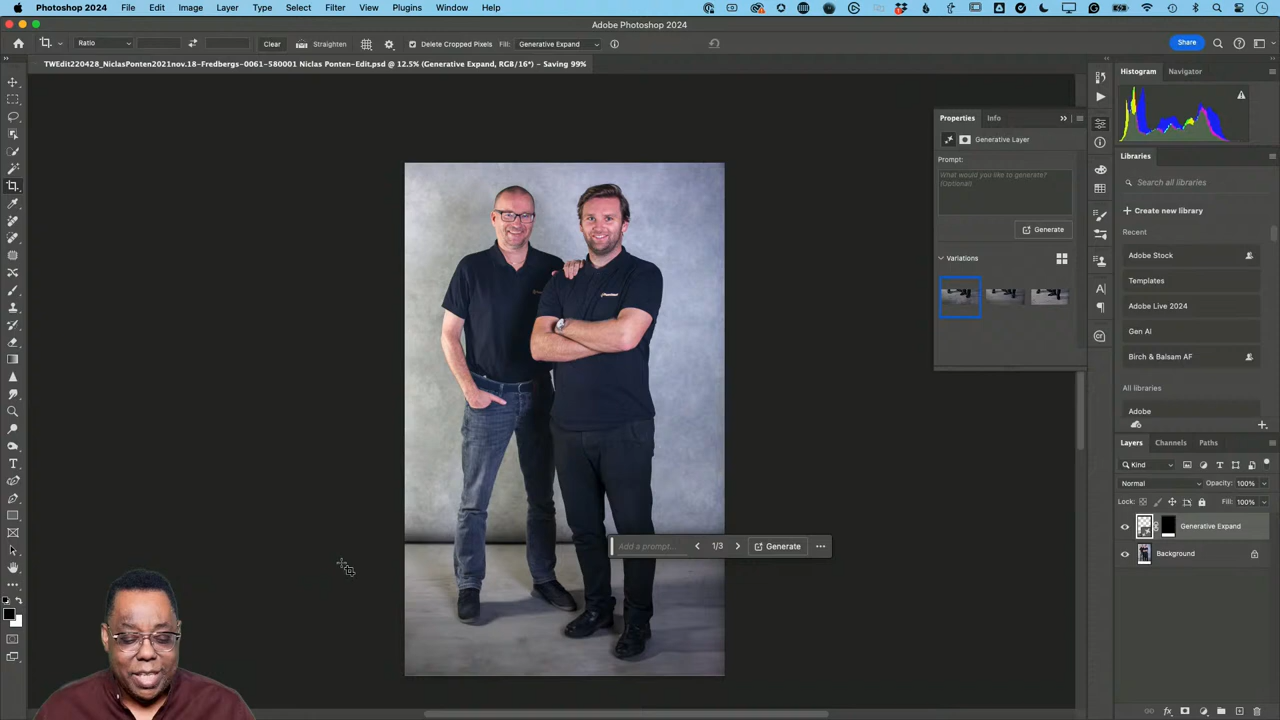 Photoshop 2024 File Edit Image Layer Type Select Filter View Plugins Window Help
Adobe Photoshop 2024
Ratio Clear Straighten Delete Cropped Pixels Fill: Generative Expand Share
TWEdit220428_NiclasPonten2021nov.18-Fredbergs-0061-580001 Niclas Ponten-Edit.psd @ 12.5% (Generative Expand, RGB/16*) – Saving 99%
Histogram Navigator
Properties Info
Generative Layer
Prompt:
What would you like to generate?
(Optional)
Generate
Variations
Libraries
Search all libraries
Create new library
Recent
Adobe Stock
Templates
Adobe Live 2024
Gen AI
Birch & Balsam AF
All libraries
Adobe
Layers Channels Paths
Kind
Normal Opacity: 100%
Lock: Fill: 100%
Generative Expand
Background
Add a prompt... 1/3 Generate